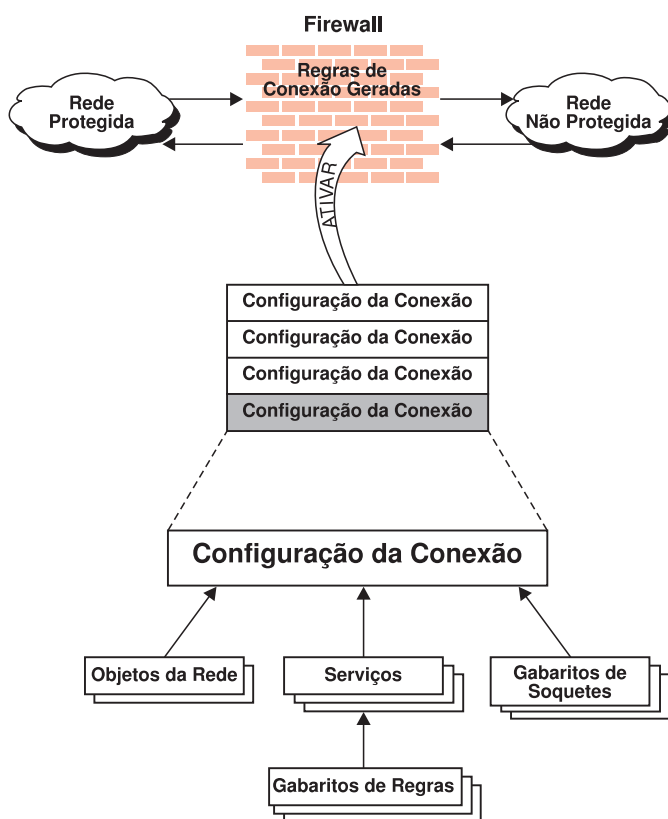 Firewall
Regras de
Conexão Geradas
Rede
Protegida
Rede
Não Protegida
ATIVAR
Configuração da Conexão
Configuração da Conexão
Configuração da Conexão
Configuração da Conexão
Configuração da Conexão
Objetos da Rede
Serviços
Gabaritos de
Soquetes
Gabaritos de Regras